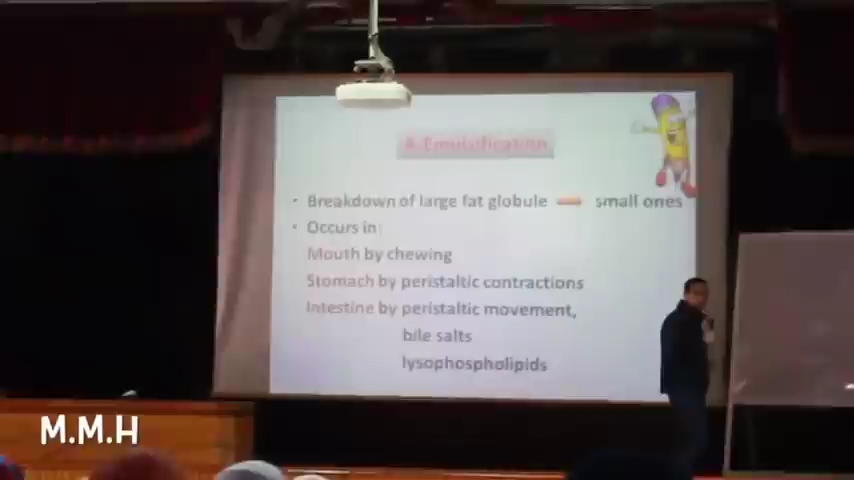 A-Emulsification
• Breakdown of large fat globule → small ones
• Occurs in:
Mouth by chewing
Stomach by peristaltic contractions
Intestine by peristaltic movement,
bile salts
lysophospholipids
M.M.H